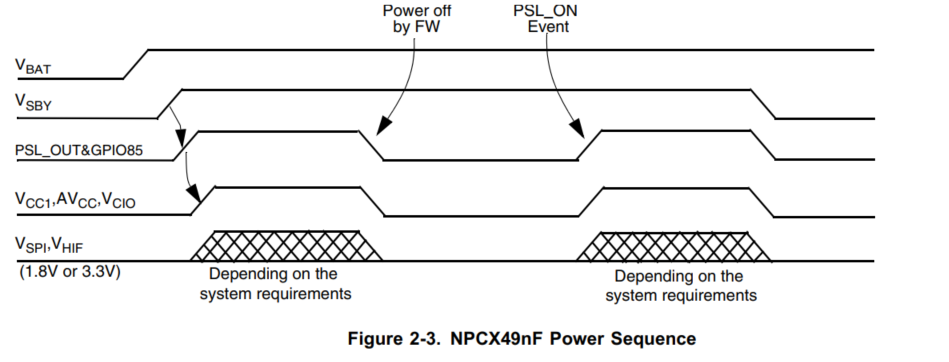 Power off
by FW
PSL_ON
Event
VBAT
VSBY
PSL_OUT&GPIO85
VCC1,AVCC,VCIO
VSPI,VHIF
(1.8V or 3.3V)
Depending on the
system requirements
Depending on the
system requirements
Figure 2-3. NPCX49nF Power Sequence